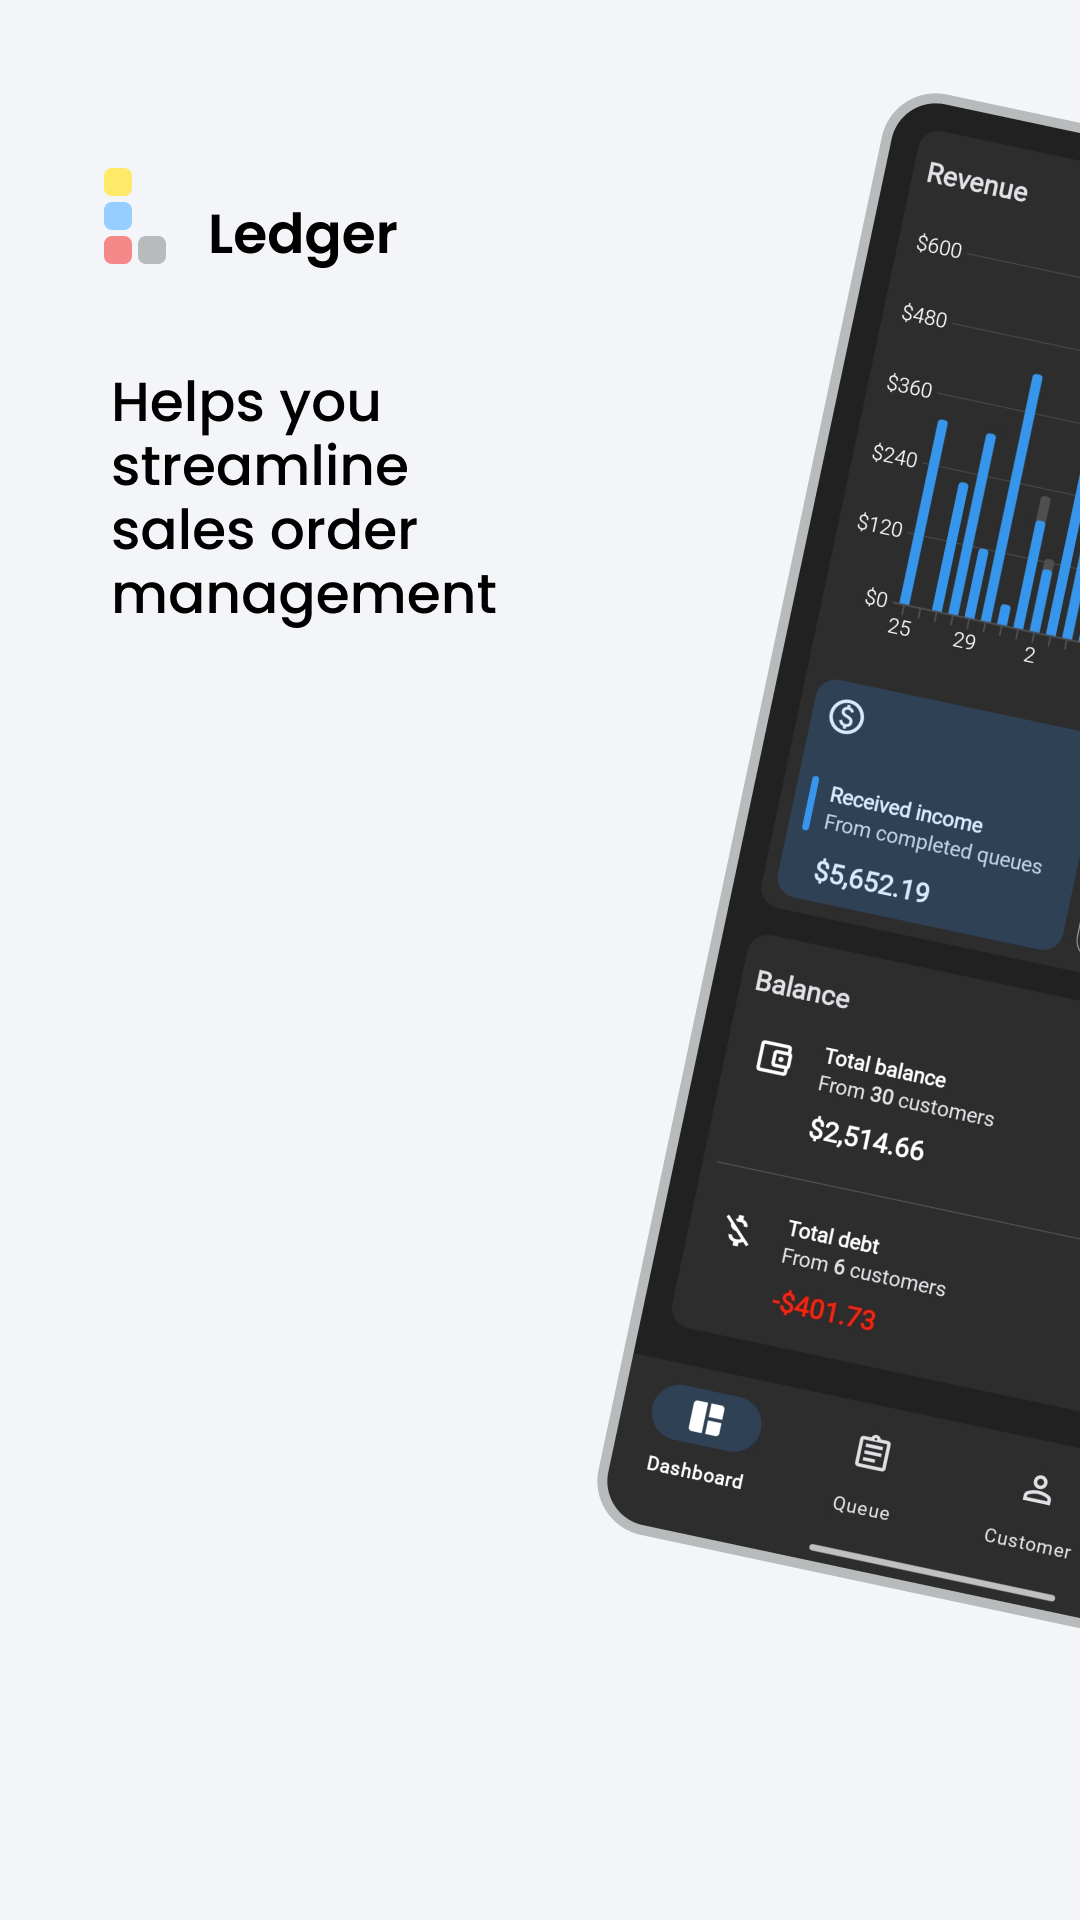 Ledger
Helps you
streamline
sales order
management
Revenue
$600
$480
$360
$240
$120
$0
25 29 2
Received income
From completed queues
$5,652.19
Balance
Total balance
From 30 customers
$2,514.66
Total debt
From 6 customers
-$401.73
Dashboard
Queue
Customer